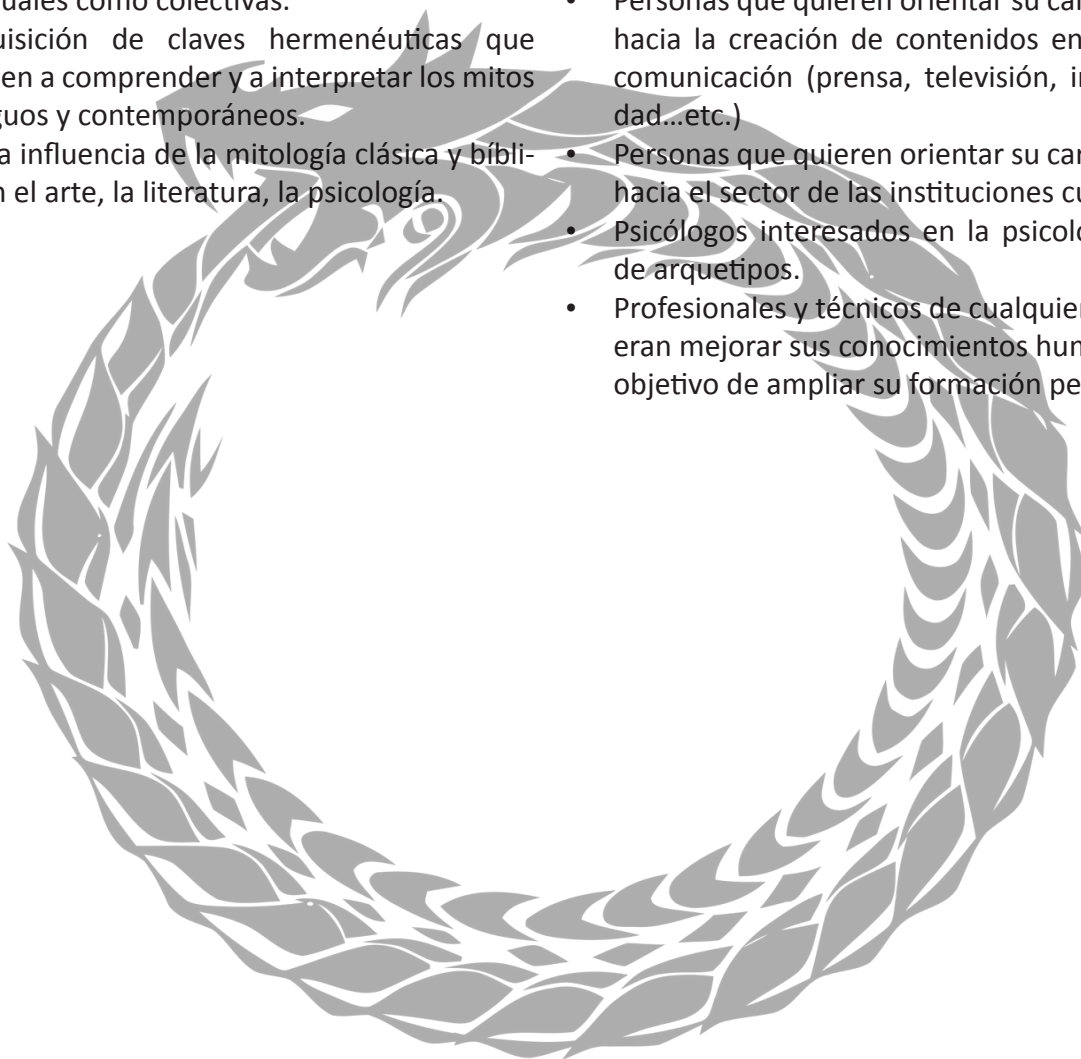 uales como colectivas.
uisición de claves hermenéuticas que
en a comprender y a interpretar los mitos
guos y contemporáneos.
a influencia de la mitología clásica y bíbli-
n el arte, la literatura, la psicología.
• Personas que quieren orientar su car
hacia la creación de contenidos en
comunicación (prensa, televisión, in
dad...etc.)
• Personas que quieren orientar su car
hacia el sector de las instituciones cu
• Psicólogos interesados en la psicolo
de arquetipos.
• Profesionales y técnicos de cualquier
eran mejorar sus conocimientos hum
objetivo de ampliar su formación pe